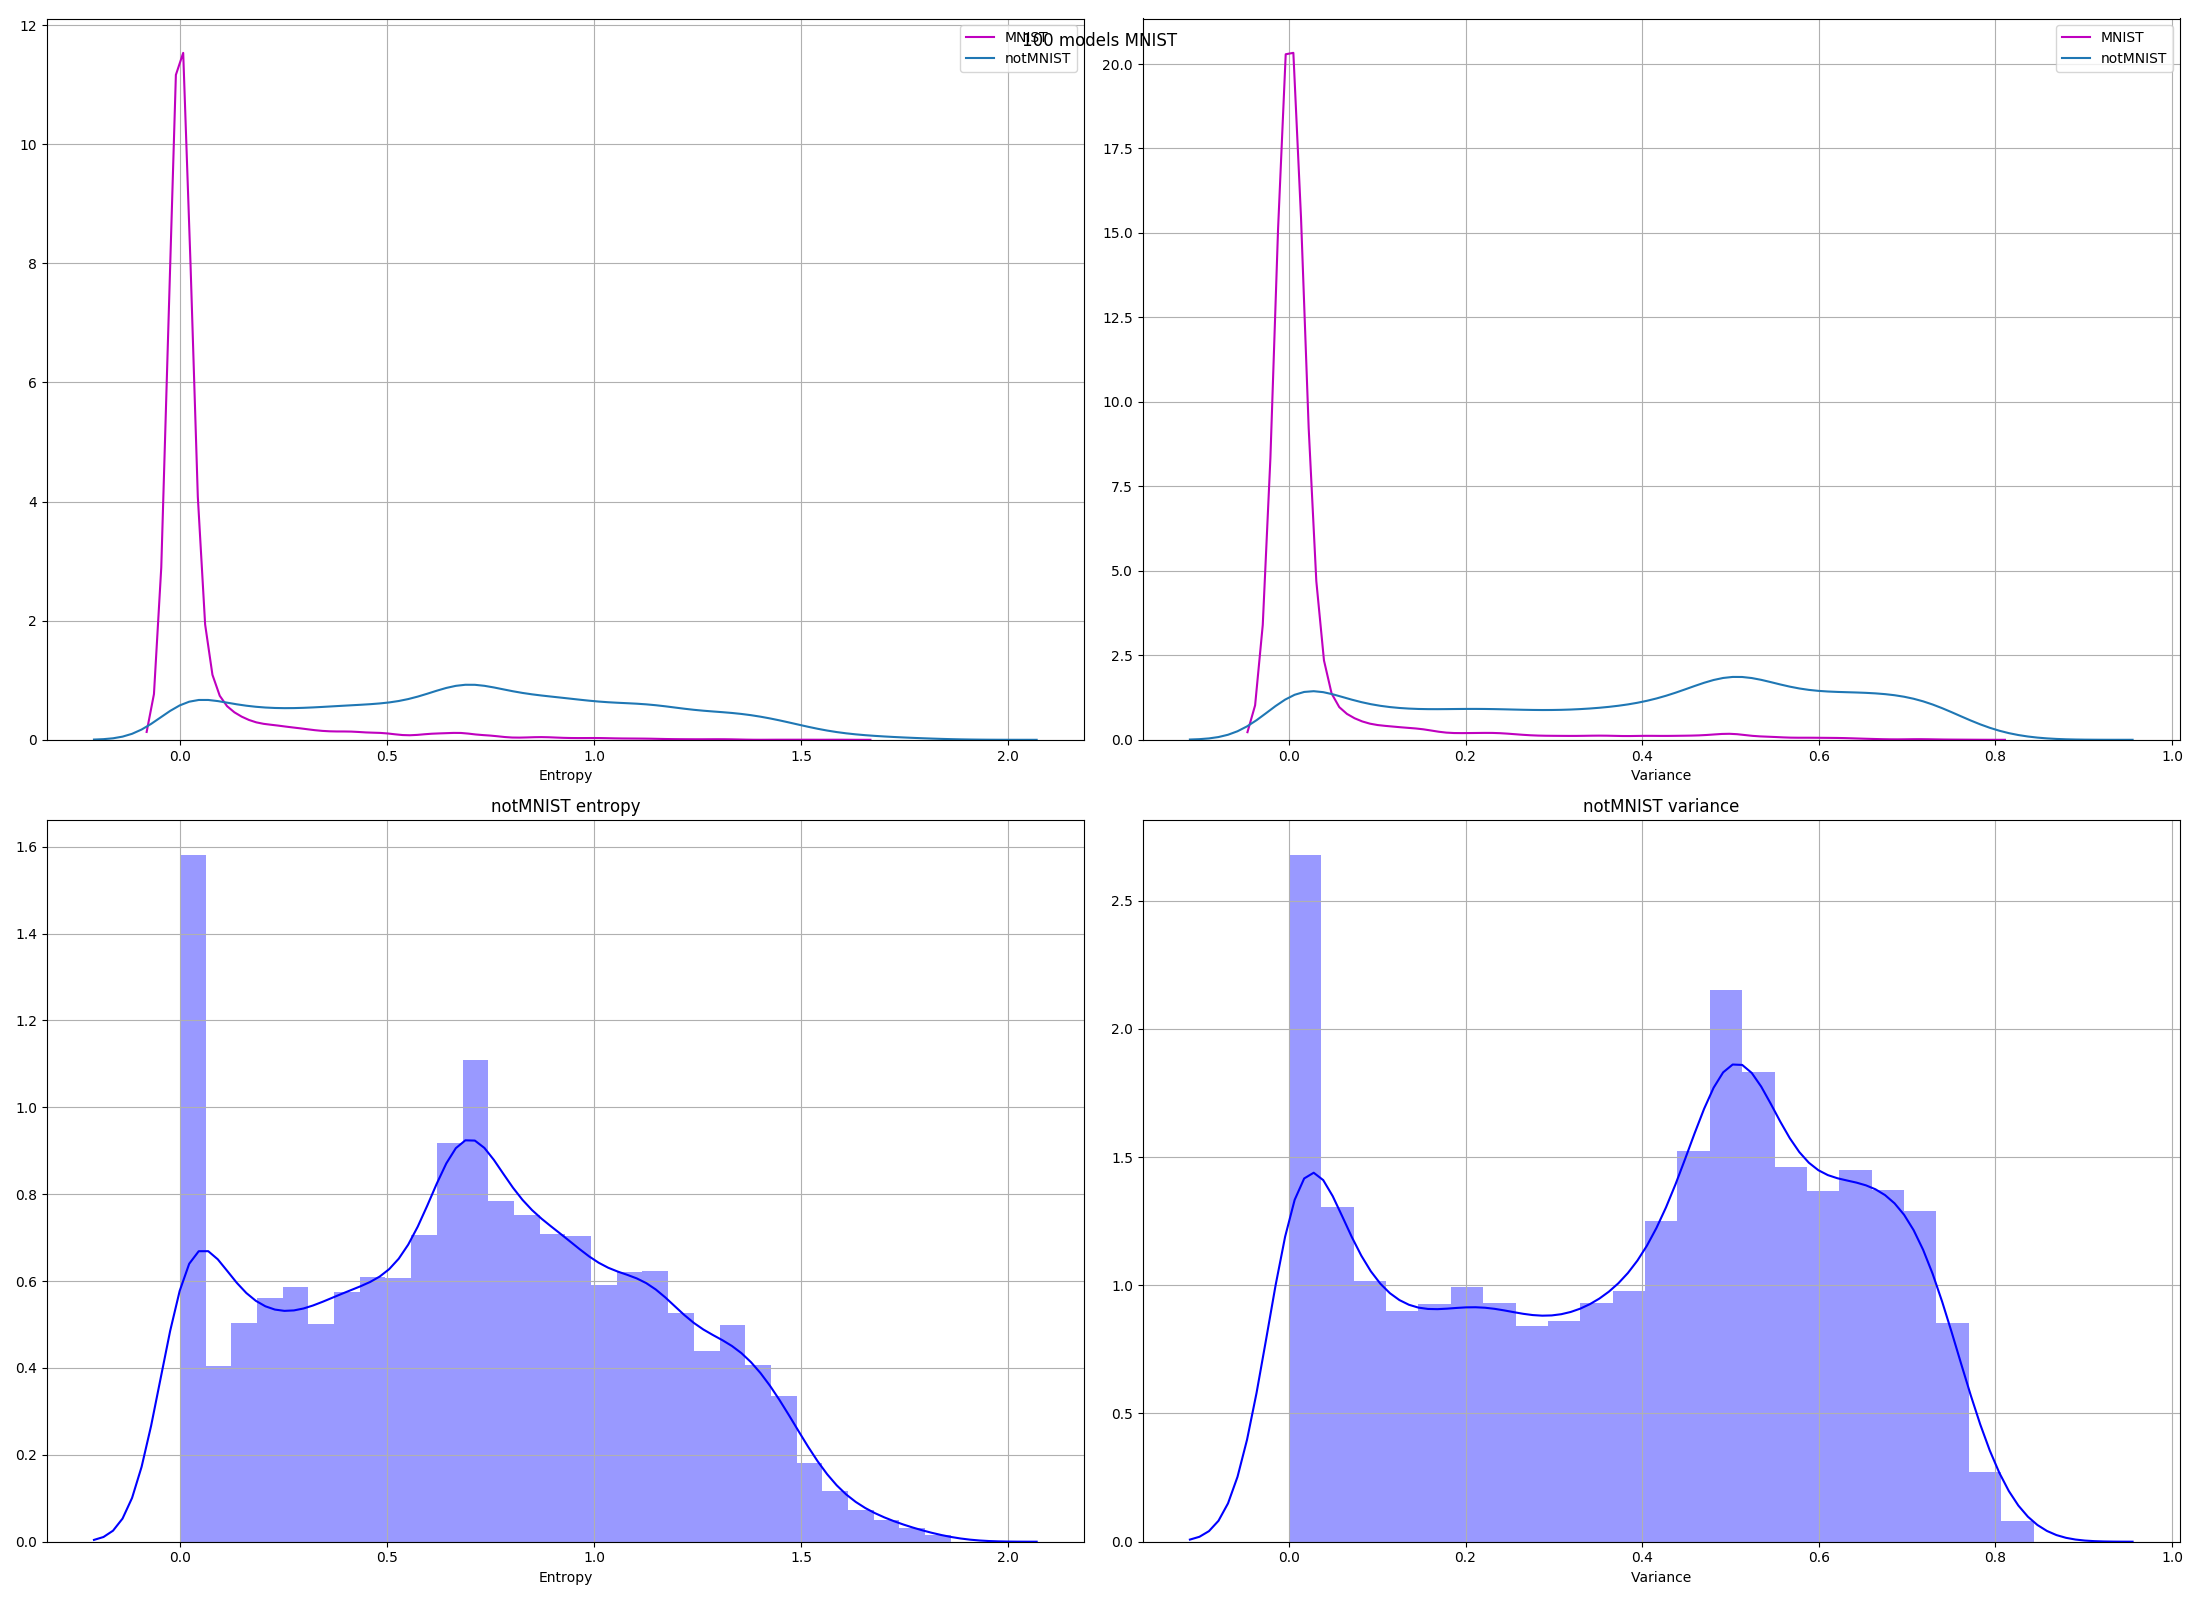 100 models MNIST
12
10
8
6
4
2
0
MNIST
notMNIST
0.0 0.5 1.0 1.5 2.0
Entropy
20.0
17.5
15.0
12.5
10.0
7.5
5.0
2.5
0.0
MNIST
notMNIST
0.0 0.2 0.4 0.6 0.8 1.0
Variance
notMNIST entropy
1.6
1.4
1.2
1.0
0.8
0.6
0.4
0.2
0.0
0.0 0.5 1.0 1.5 2.0
Entropy
notMNIST variance
2.5
2.0
1.5
1.0
0.5
0.0
0.0 0.2 0.4 0.6 0.8 1.0
Variance